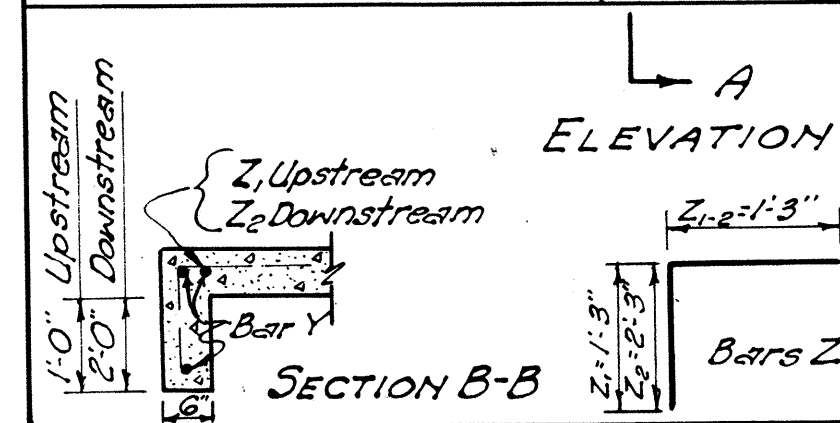 A
ELEVATION
1'-0" Upstream
2'-0" Downstream
Z1 Upstream
Z2 Downstream
Bar Y
6"
SECTION B-B
Z1-2=1'-3"
Z1=1'-3"
Z2=2'-3"
Bars Z